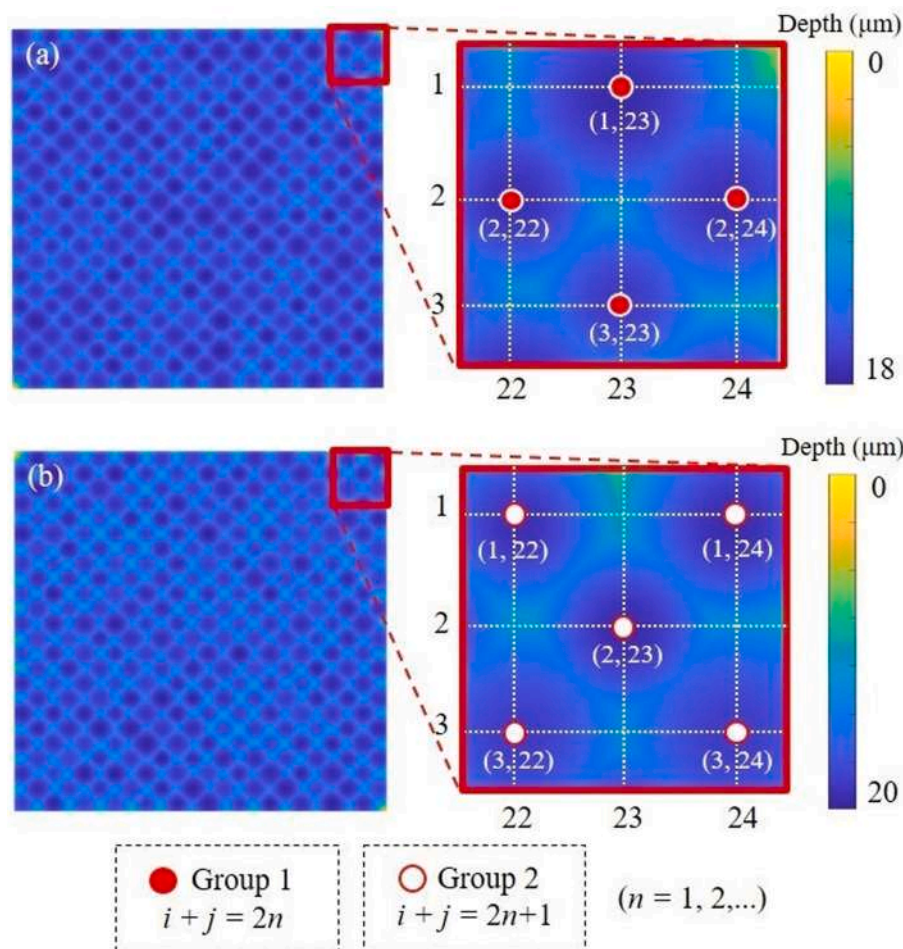 Depth (μm)
(a)
0
1
(1, 23)
2
(2, 22)
(2, 24)
3
(3, 23)
18
22
23
24
Depth (μm)
(b)
0
1
(1, 22)
(1, 24)
2
(2, 23)
3
(3, 22)
(3, 24)
20
22
23
24
Group 1
i + j = 2n
Group 2
i + j = 2n+1
(n = 1, 2,...)